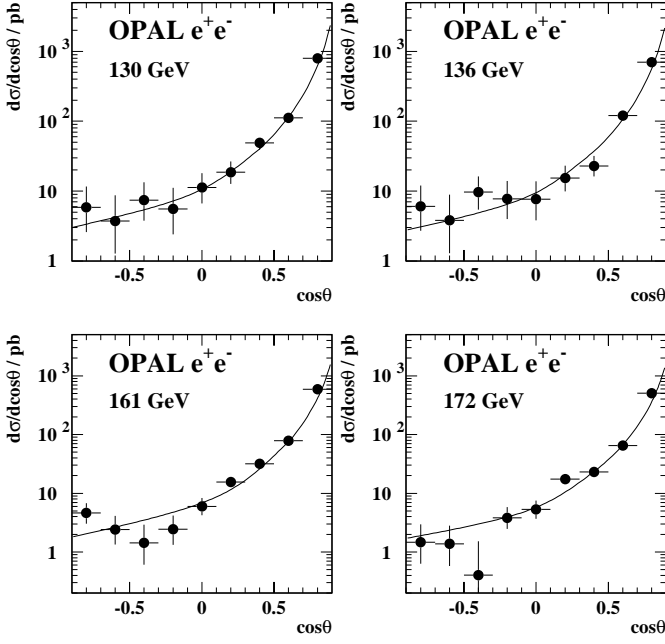 dσ/dcosθ / pb
OPAL e⁺e⁻
130 GeV
10³
10²
10
1
-0.5 0 0.5
cosθ
dσ/dcosθ / pb
OPAL e⁺e⁻
136 GeV
10³
10²
10
1
-0.5 0 0.5
cosθ
dσ/dcosθ / pb
OPAL e⁺e⁻
161 GeV
10³
10²
10
1
-0.5 0 0.5
cosθ
dσ/dcosθ / pb
OPAL e⁺e⁻
172 GeV
10³
10²
10
1
-0.5 0 0.5
cosθ